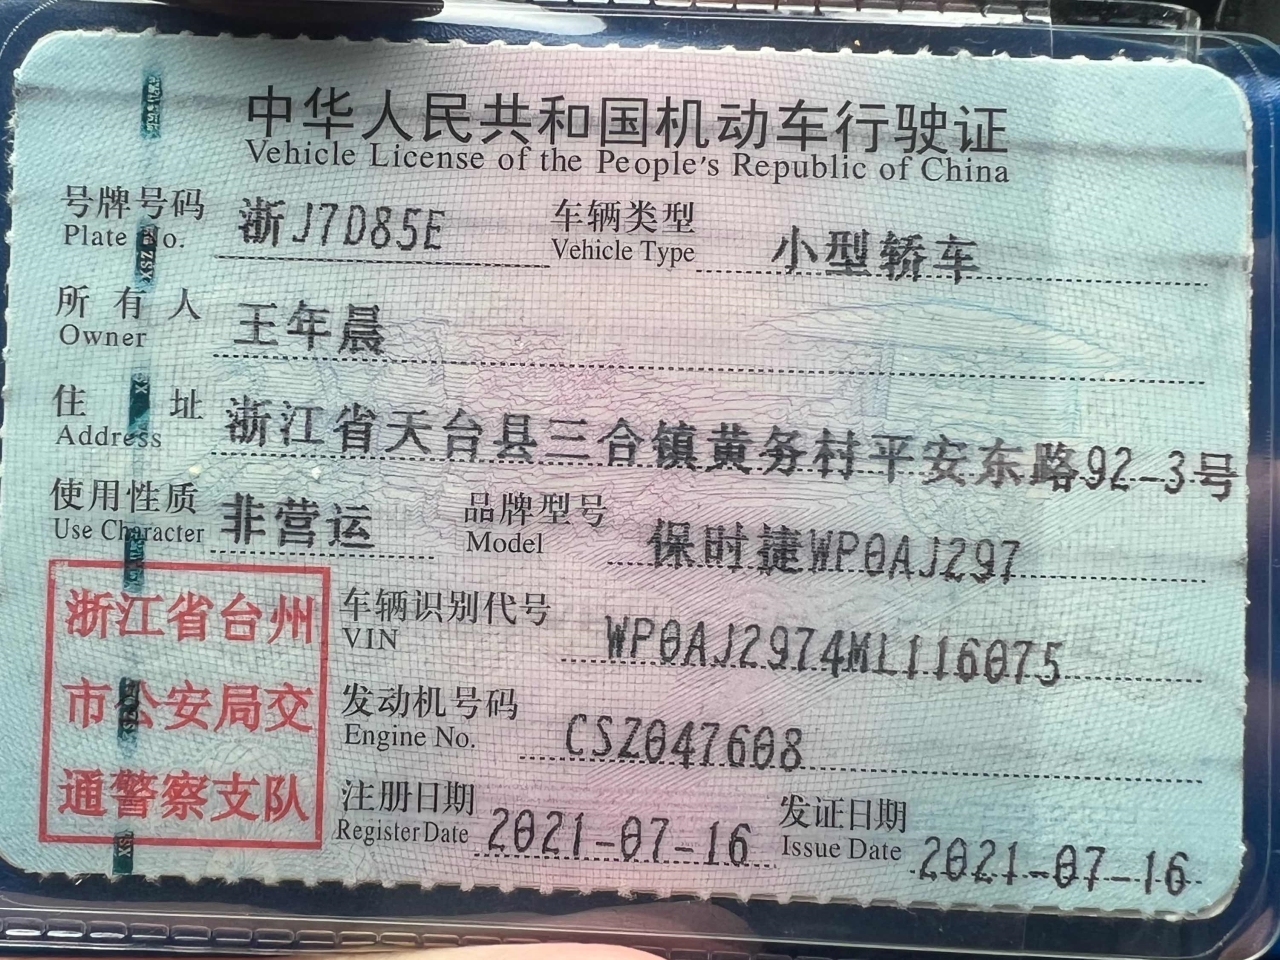 中华人民共和国机动车行驶证
Vehicle License of the People's Republic of China
号牌号码 浙J7D85E 车辆类型 小型轿车
Plate No. Vehicle Type
所有人 王年晨
Owner
住址 浙江省天台县三合镇黄务村平安东路92-3号
Address
使用性质 非营运 品牌型号 保时捷WP0AJ297
Use Character Model
浙江省台州
市公安局交
通警察支队
车辆识别代号 WP0AJ2974ML116075
VIN
发动机号码 CSZ047608
Engine No.
注册日期 2021-07-16 发证日期 2021-07-16
Register Date Issue Date